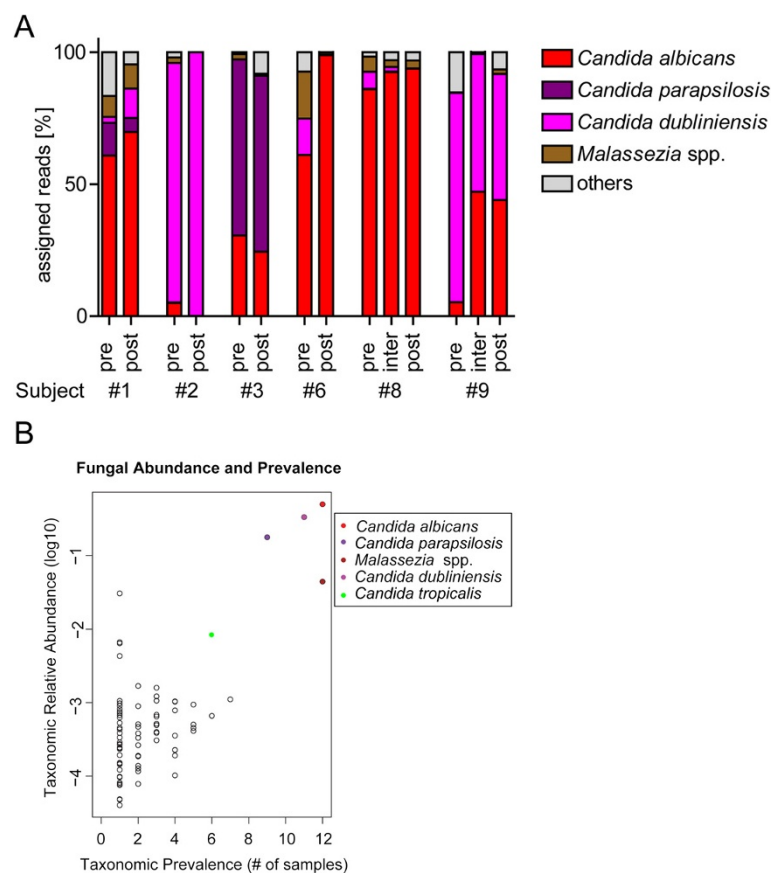 A
assigned reads [%]
100
50
0
pre post pre post pre post pre post pre inter post pre inter post
Subject #1 #2 #3 #6 #8 #9
Candida albicans
Candida parapsilosis
Candida dubliniensis
Malassezia spp.
others
B
Fungal Abundance and Prevalence
Taxonomic Relative Abundance (log10)
-1
-2
-3
-4
0 2 4 6 8 10 12
Taxonomic Prevalence (# of samples)
Candida albicans
Candida parapsilosis
Malassezia spp.
Candida dubliniensis
Candida tropicalis